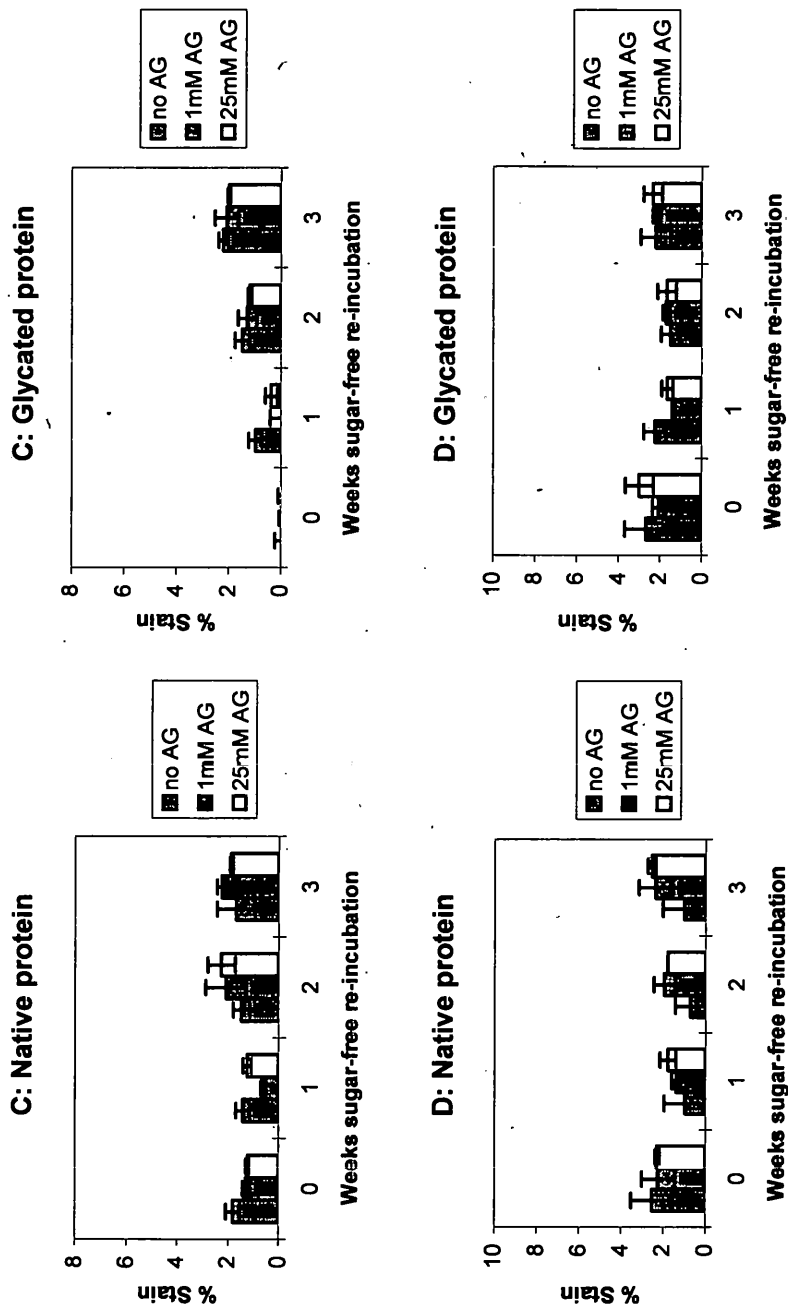 C: Native protein
% Stain
8
6
4
2
0
0 1 2 3
Weeks sugar-free re-incubation
no AG
1mM AG
25mM AG
C: Glycated protein
% Stain
8
6
4
2
0
0 1 2 3
Weeks sugar-free re-incubation
no AG
1mM AG
25mM AG
D: Native protein
% Stain
10
8
6
4
2
0
0 1 2 3
Weeks sugar-free re-incubation
no AG
1mM AG
25mM AG
D: Glycated protein
% Stain
10
8
6
4
2
0
0 1 2 3
Weeks sugar-free re-incubation
no AG
1mM AG
25mM AG